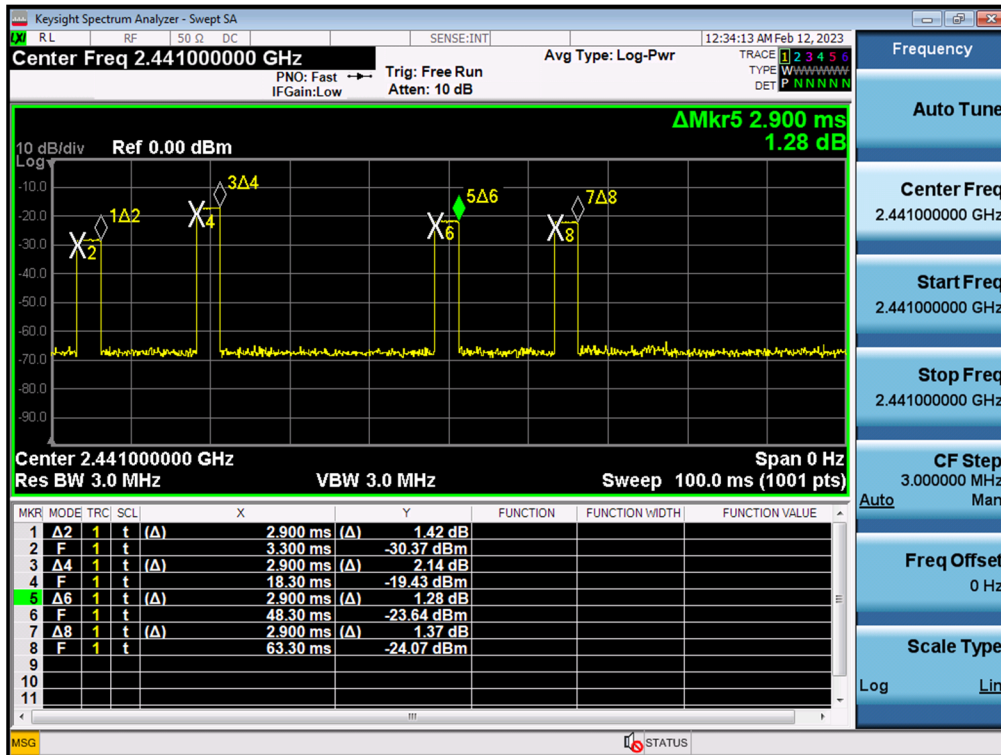 Keysight Spectrum Analyzer - Swept SA
LXI RL RF 50 Ω DC SENSE:INT 12:34:13 AM Feb 12, 2023
Center Freq 2.441000000 GHz
PNO: Fast
IFGain:Low
Trig: Free Run
Atten: 10 dB
Avg Type: Log-Pwr
TRACE 1 2 3 4 5 6
TYPE WWWWWW
DET P N N N N N
ΔMkr5 2.900 ms
1.28 dB
10 dB/div Ref 0.00 dBm
Log
-10.0
-20.0
-30.0
-40.0
-50.0
-60.0
-70.0
-80.0
-90.0
1Δ2
2
3Δ4
4
5Δ6
6
7Δ8
8
Center 2.441000000 GHz Span 0 Hz
Res BW 3.0 MHz VBW 3.0 MHz Sweep 100.0 ms (1001 pts)
MKR MODE TRC SCL X Y FUNCTION FUNCTION WIDTH FUNCTION VALUE
1 Δ2 1 t (Δ) 2.900 ms (Δ) 1.42 dB
2 F 1 t 3.300 ms -30.37 dBm
3 Δ4 1 t (Δ) 2.900 ms (Δ) 2.14 dB
4 F 1 t 18.30 ms -19.43 dBm
5 Δ6 1 t (Δ) 2.900 ms (Δ) 1.28 dB
6 F 1 t 48.30 ms -23.64 dBm
7 Δ8 1 t (Δ) 2.900 ms (Δ) 1.37 dB
8 F 1 t 63.30 ms -24.07 dBm
9
10
11
MSG STATUS
Frequency
Auto Tune
Center Freq
2.441000000 GHz
Start Freq
2.441000000 GHz
Stop Freq
2.441000000 GHz
CF Step
3.000000 MHz
Auto Man
Freq Offset
0 Hz
Scale Type
Log Lin